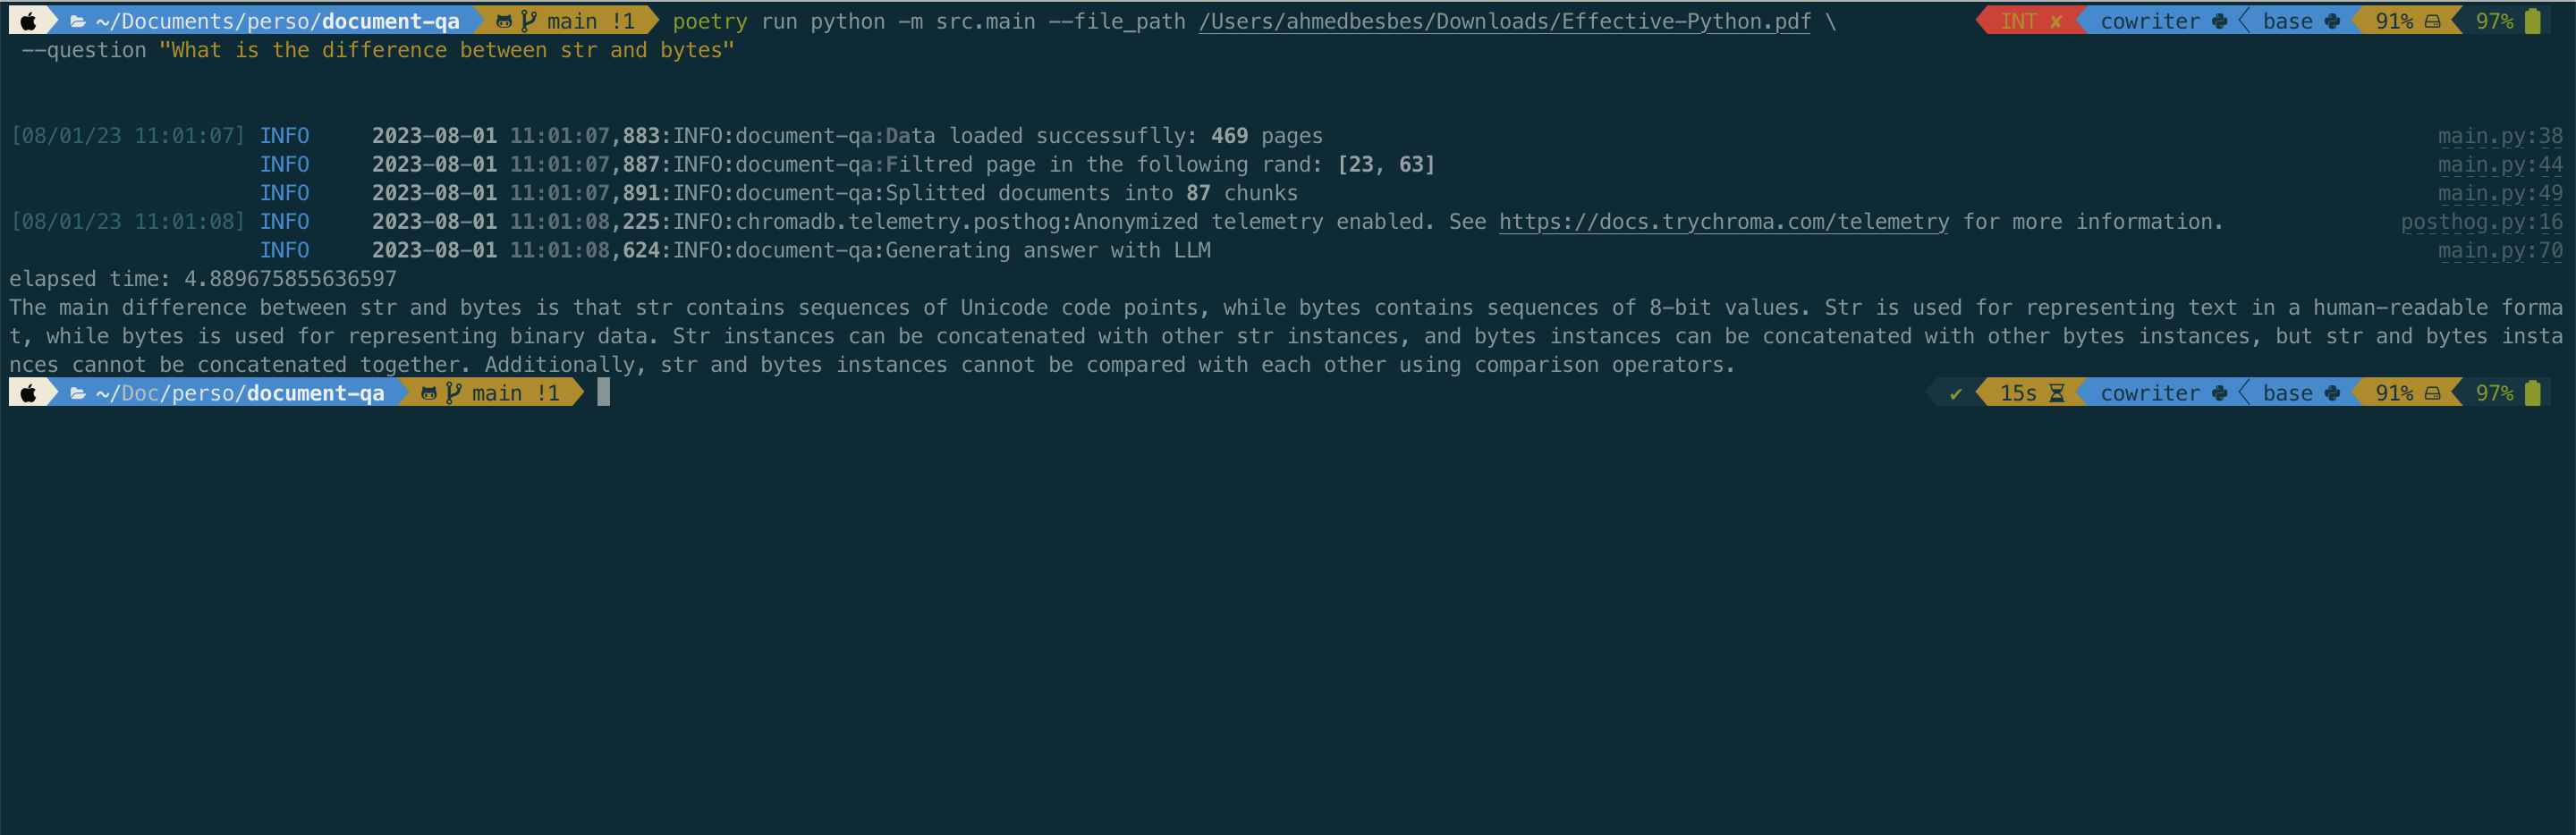 ~/Documents/perso/document-qa main !1 poetry run python -m src.main --file_path /Users/ahmedbesbes/Downloads/Effective-Python.pdf \ INT ✘ cowriter base 91% 97%
--question "What is the difference between str and bytes"
[08/01/23 11:01:07] INFO 2023-08-01 11:01:07,883:INFO:document-qa:Data loaded successuflly: 469 pages main.py:38
INFO 2023-08-01 11:01:07,887:INFO:document-qa:Filtred page in the following rand: [23, 63] main.py:44
INFO 2023-08-01 11:01:07,891:INFO:document-qa:Splitted documents into 87 chunks main.py:49
[08/01/23 11:01:08] INFO 2023-08-01 11:01:08,225:INFO:chromadb.telemetry.posthog:Anonymized telemetry enabled. See https://docs.trychroma.com/telemetry for more information. posthog.py:16
INFO 2023-08-01 11:01:08,624:INFO:document-qa:Generating answer with LLM main.py:70
elapsed time: 4.889675855636597
The main difference between str and bytes is that str contains sequences of Unicode code points, while bytes contains sequences of 8-bit values. Str is used for representing text in a human-readable forma
t, while bytes is used for representing binary data. Str instances can be concatenated with other str instances, and bytes instances can be concatenated with other bytes instances, but str and bytes insta
nces cannot be concatenated together. Additionally, str and bytes instances cannot be compared with each other using comparison operators.
~/Doc/perso/document-qa main !1 ✔ 15s cowriter base 91% 97%